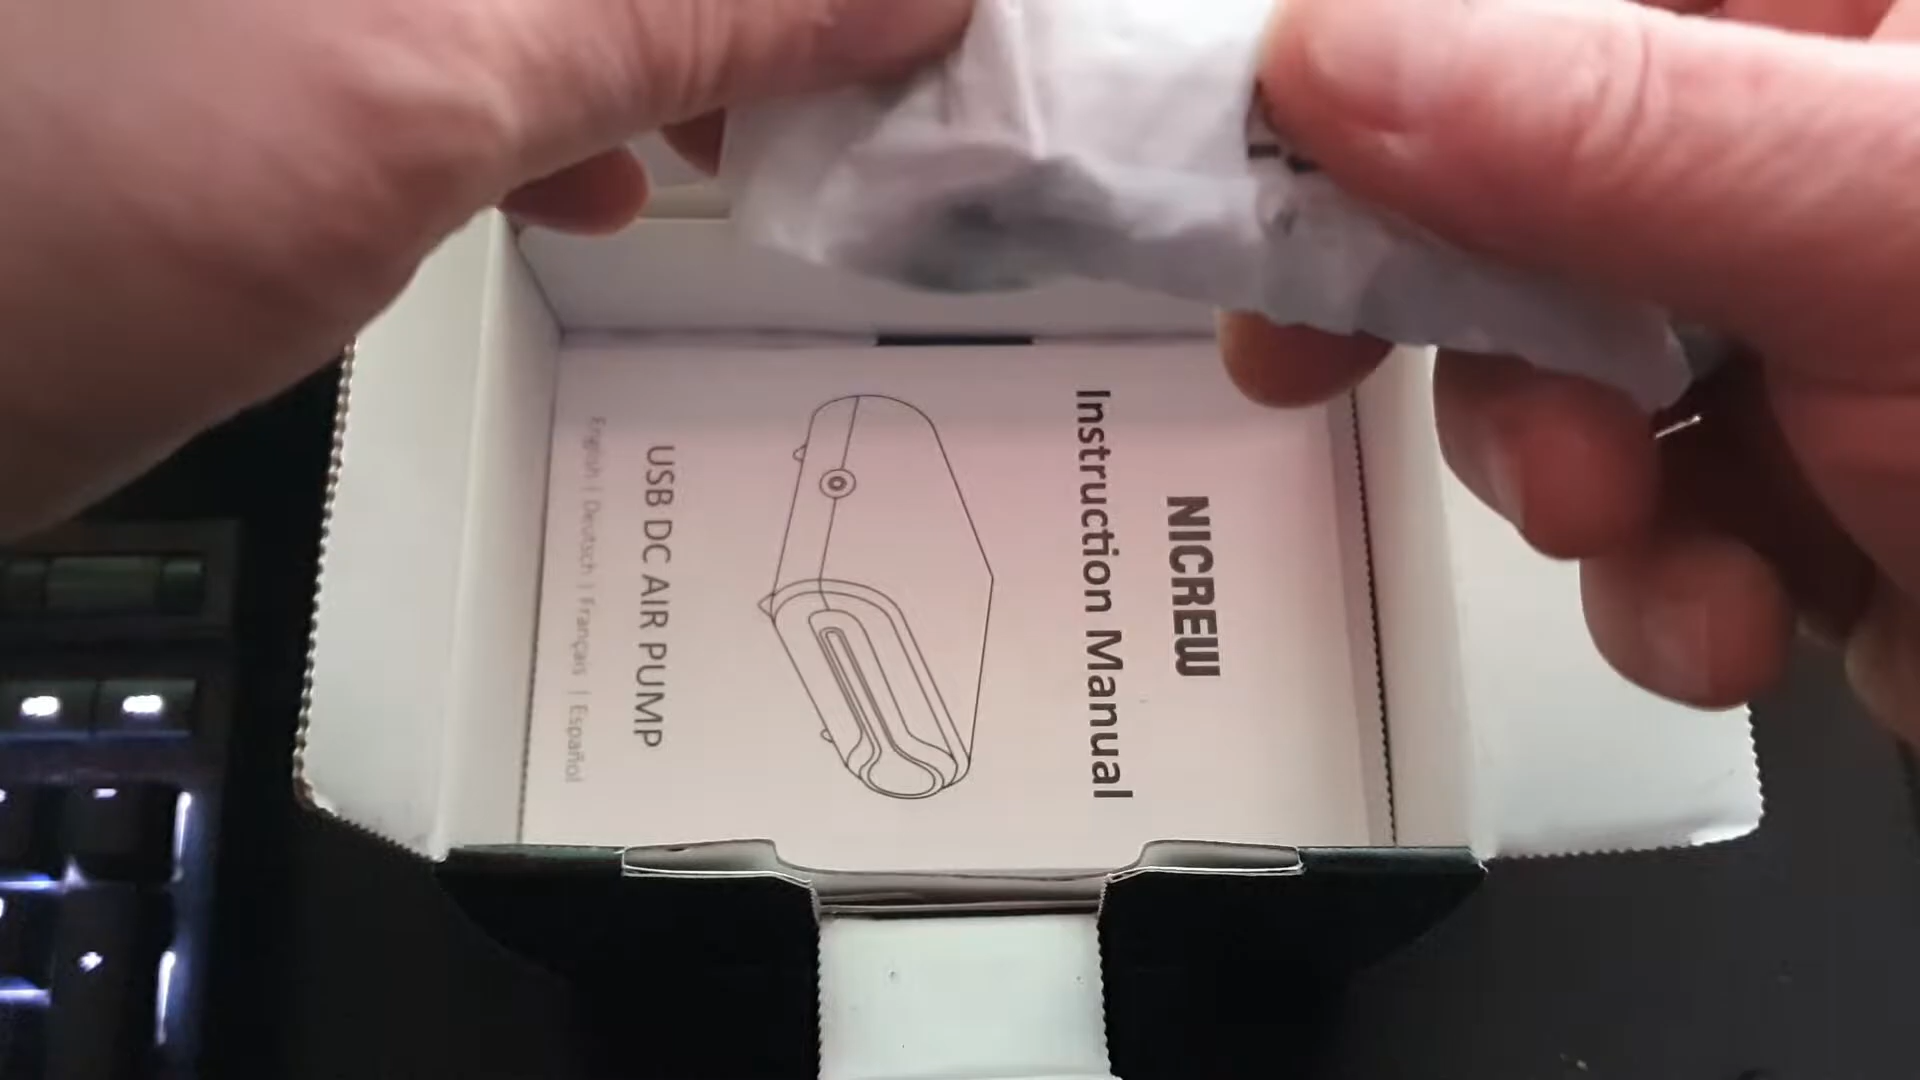 NICREW
Instruction Manual
USB DC AIR PUMP
English | Deutsch | Français | Español